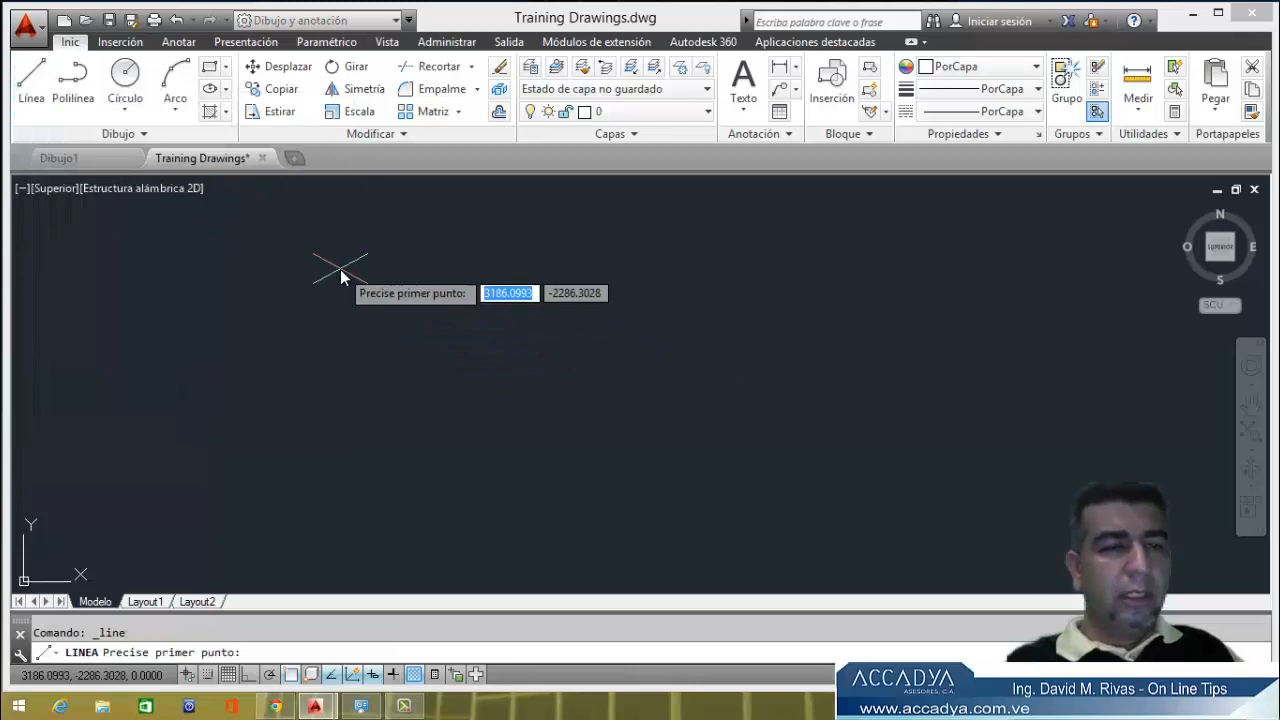 Dibujo y anotación
Training Drawings.dwg
Escriba palabra clave o frase
Iniciar sesión
Inic
Inserción
Anotar
Presentación
Paramétrico
Vista
Administrar
Salida
Módulos de extensión
Autodesk 360
Aplicaciones destacadas
Línea
Polilínea
Círculo
Arco
Dibujo
Desplazar
Girar
Recortar
Copiar
Simetría
Empalme
Estirar
Escala
Matriz
Modificar
Estado de capa no guardado
0
Capas
A
Texto
Anotación
Inserción
Bloque
PorCapa
PorCapa
PorCapa
Propiedades
Grupo
Grupos
Medir
Utilidades
Pegar
Portapapeles
Dibujo1
Training Drawings*
[−][Superior][Estructura alámbrica 2D]
N
O
SUPERIOR
E
S
SCU
Precise primer punto:
3186.0993
-2286.3028
Y
X
Modelo
Layout1
Layout2
Comando: _line
LINEA Precise primer punto:
3186.0993, -2286.3028, 0.0000
ACCADYA
ASESORES, C.A.
www.accadya.com.ve
Ing. David M. Rivas - On Line Tips